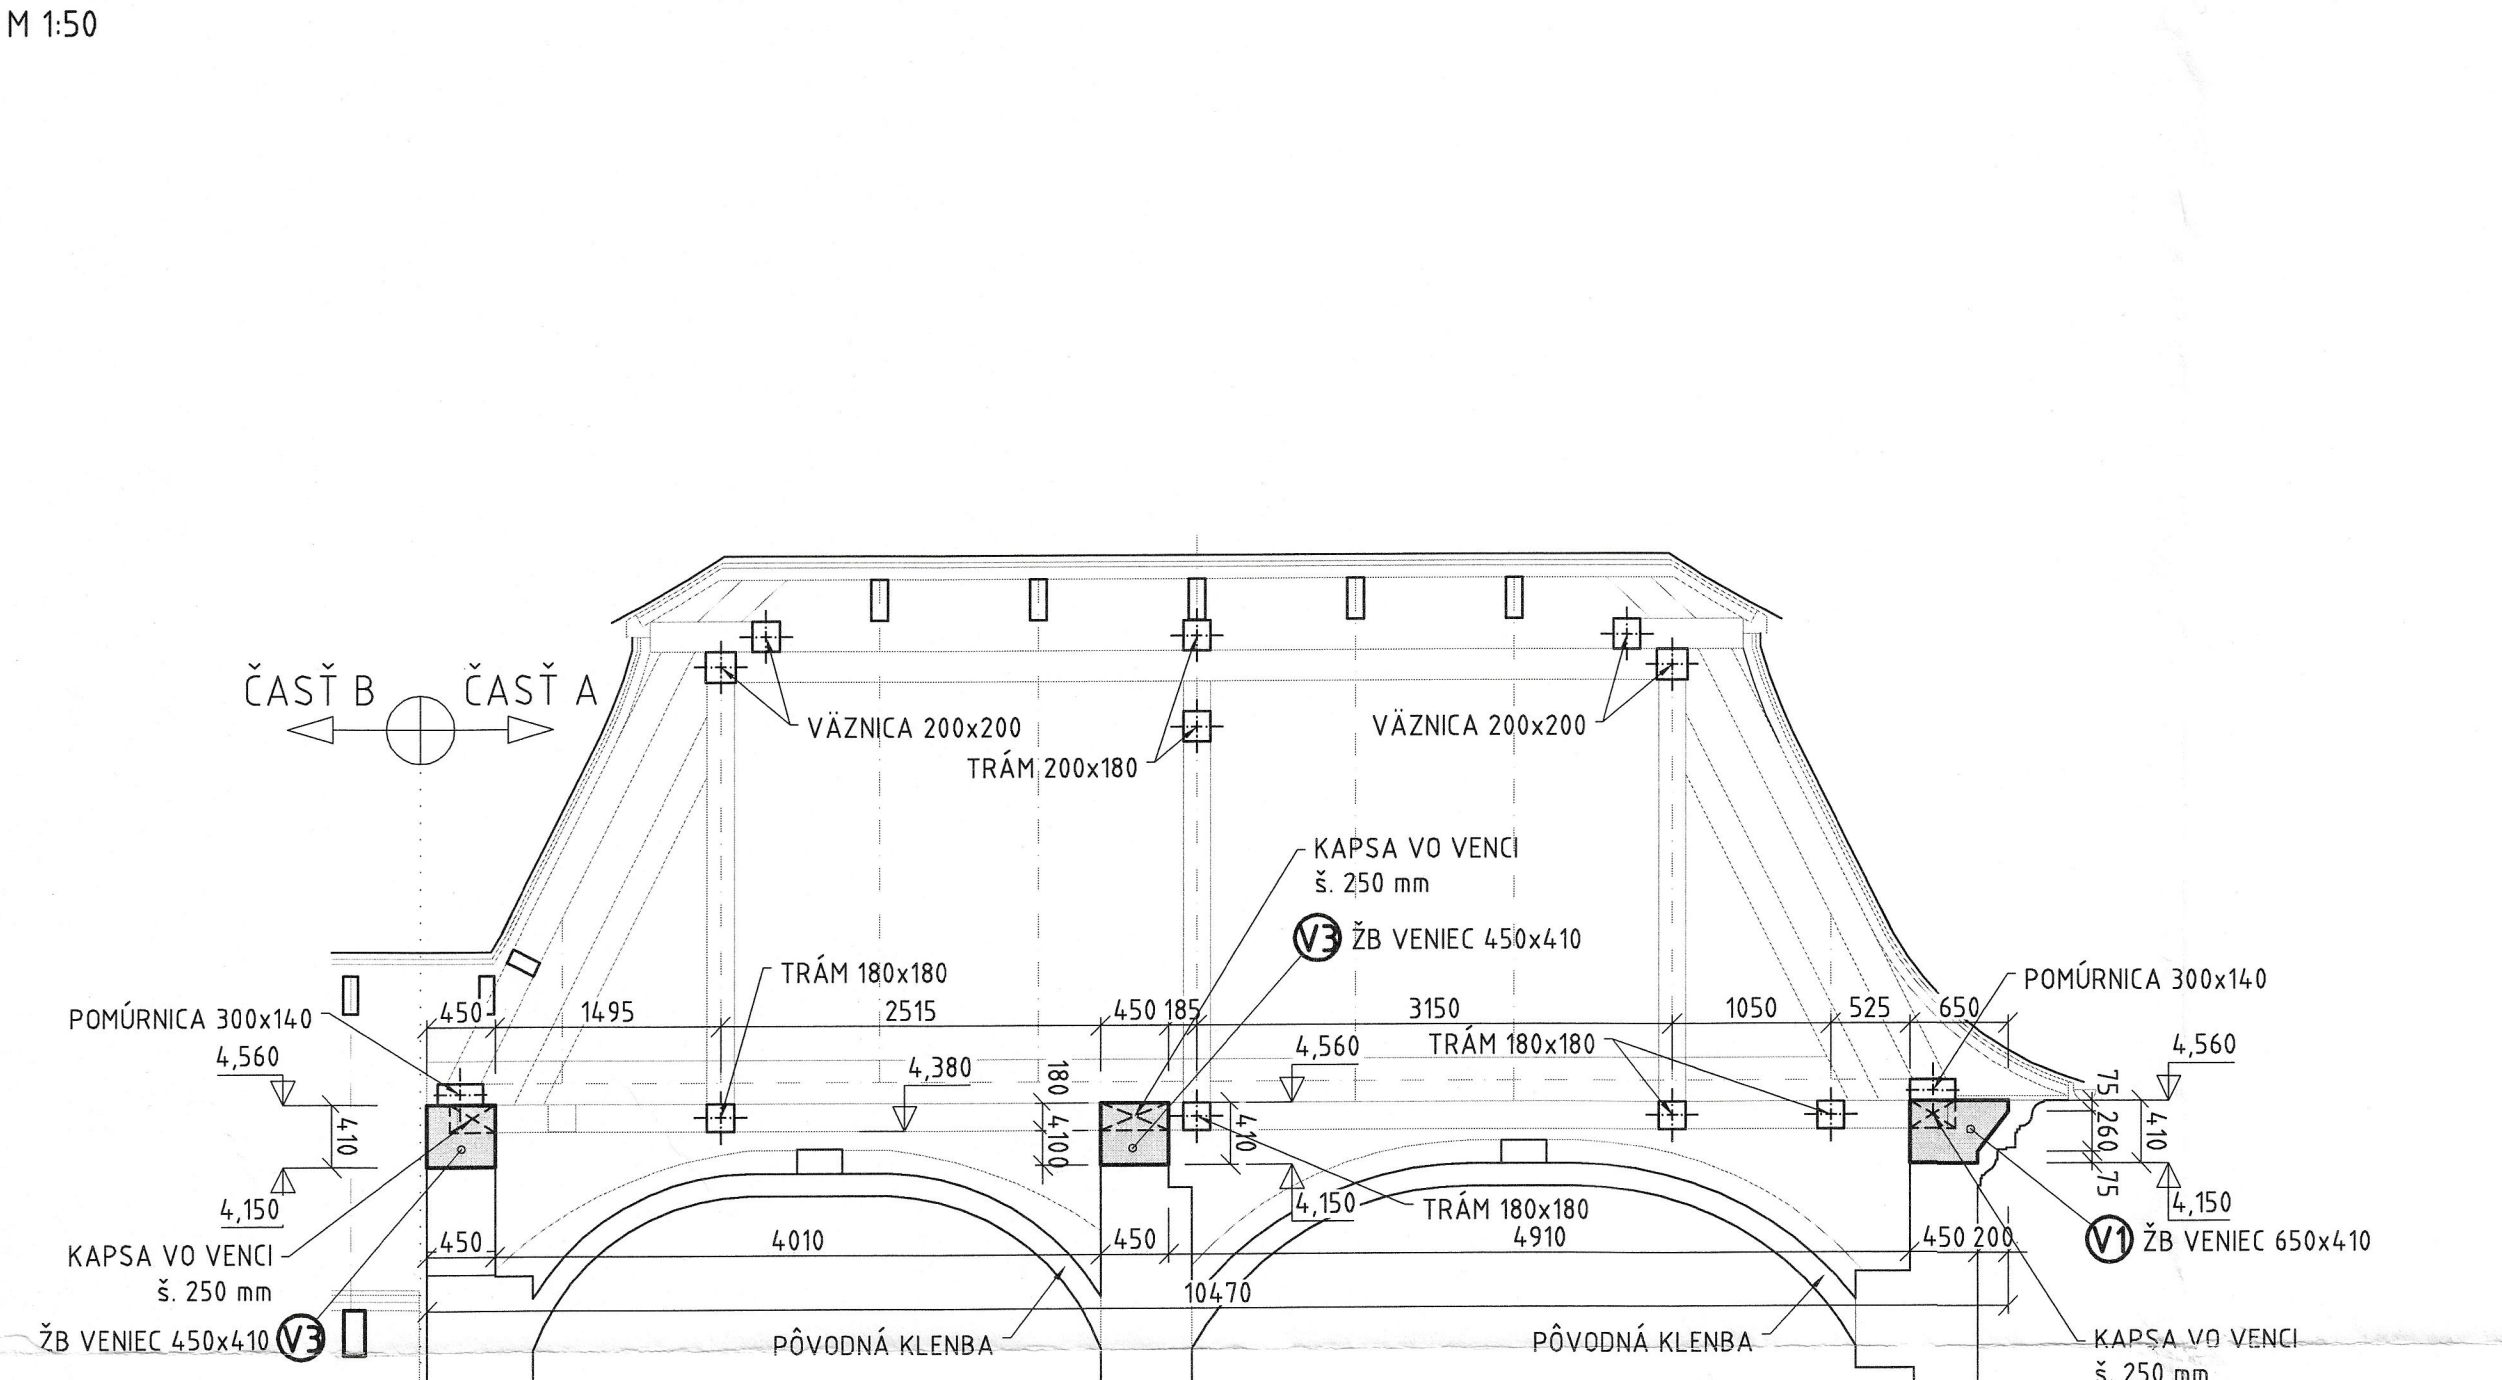 M 1:50
ČASŤ B
ČASŤ A
VÄZNICA 200x200
TRÁM 200x180
VÄZNICA 200x200
KAPSA VO VENCI
š. 250 mm
V3 ŽB VENIEC 450x410
TRÁM 180x180
POMÚRNICA 300x140
POMÚRNICA 300x140
450
1495
2515
450
185
3150
1050
525
650
TRÁM 180x180
4,560
4,380
4,560
4,560
180
4100
410
410
75
260
75
410
4,150
4,150
4,150
TRÁM 180x180
KAPSA VO VENCI
š. 250 mm
450
4010
450
4910
450
200
V1 ŽB VENIEC 650x410
10470
ŽB VENIEC 450x410 V3
PÔVODNÁ KLENBA
PÔVODNÁ KLENBA
KAPSA VO VENCI
š. 250 mm